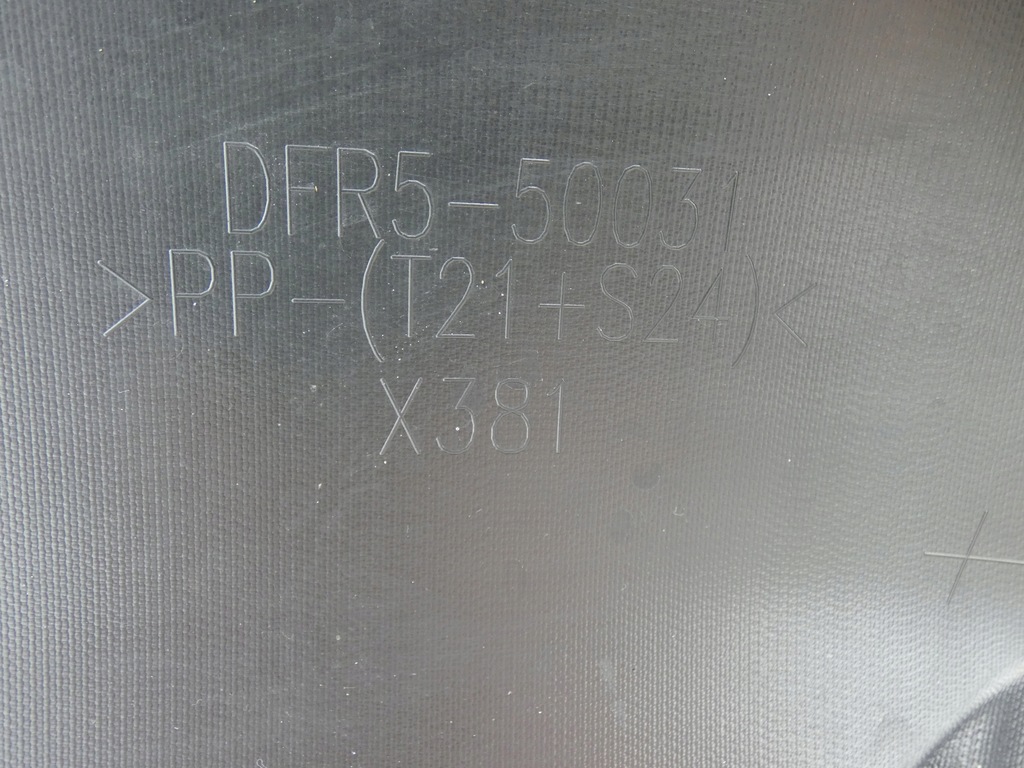 DFR5-50031
>PP-(T21+S24)<
X381